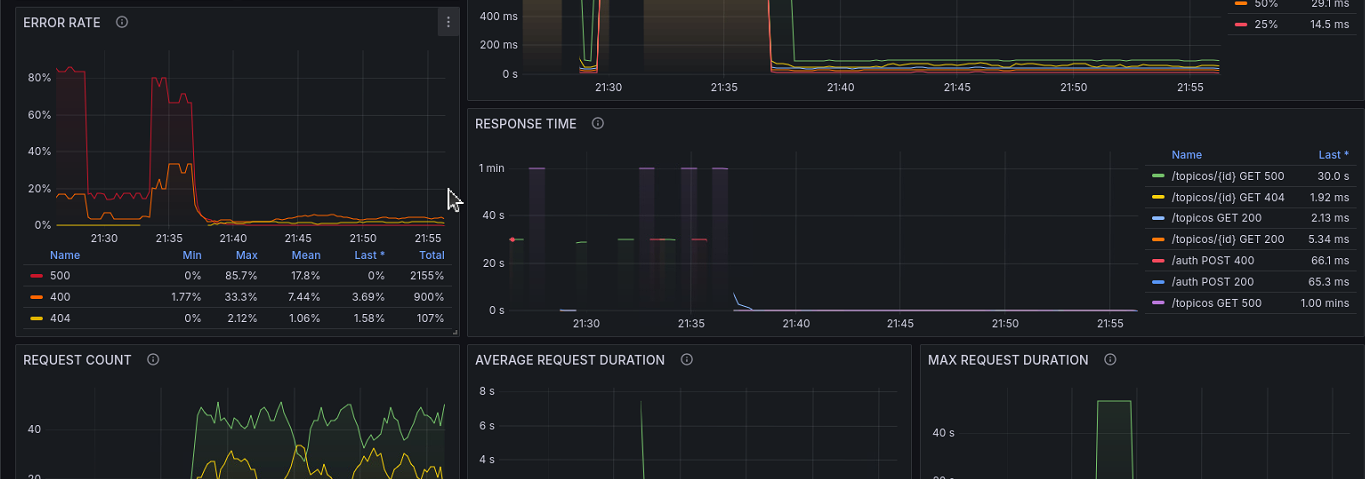 ERROR RATE
80%
60%
40%
20%
0%
21:30 21:35 21:40 21:45 21:50 21:55
Name Min Max Mean Last * Total
500 0% 85.7% 17.8% 0% 2155%
400 1.77% 33.3% 7.44% 3.69% 900%
404 0% 2.12% 1.06% 1.58% 107%
400 ms
200 ms
0 s
21:30 21:35 21:40 21:45 21:50 21:55
50% 29.1 ms
25% 14.5 ms
RESPONSE TIME
1 min
40 s
20 s
0 s
21:30 21:35 21:40 21:45 21:50 21:55
Name Last *
/topicos/{id} GET 500 30.0 s
/topicos/{id} GET 404 1.92 ms
/topicos GET 200 2.13 ms
/topicos/{id} GET 200 5.34 ms
/auth POST 400 66.1 ms
/auth POST 200 65.3 ms
/topicos GET 500 1.00 mins
REQUEST COUNT
40
20
AVERAGE REQUEST DURATION
8 s
6 s
4 s
MAX REQUEST DURATION
40 s